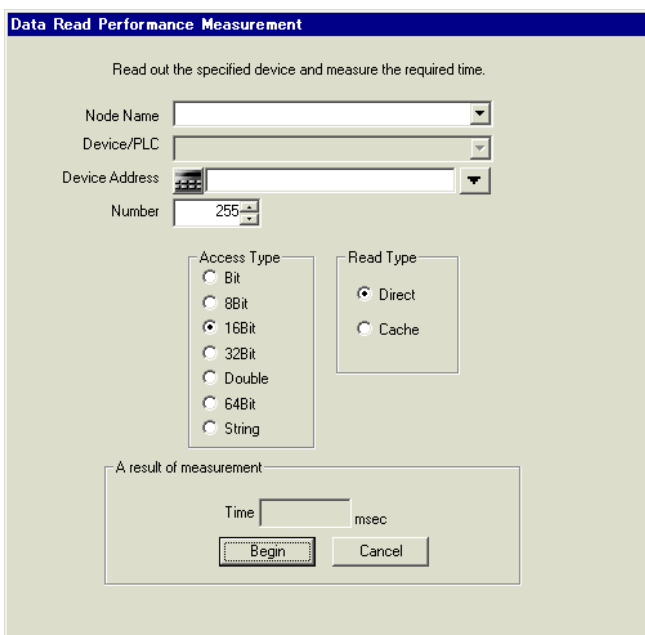 Data Read Performance Measurement
Read out the specified device and measure the required time.
Node Name
Device/PLC
Device Address
Number 255
Access Type
Bit
8Bit
16Bit
32Bit
Double
64Bit
String
Read Type
Direct
Cache
A result of measurement
Time msec
Begin Cancel